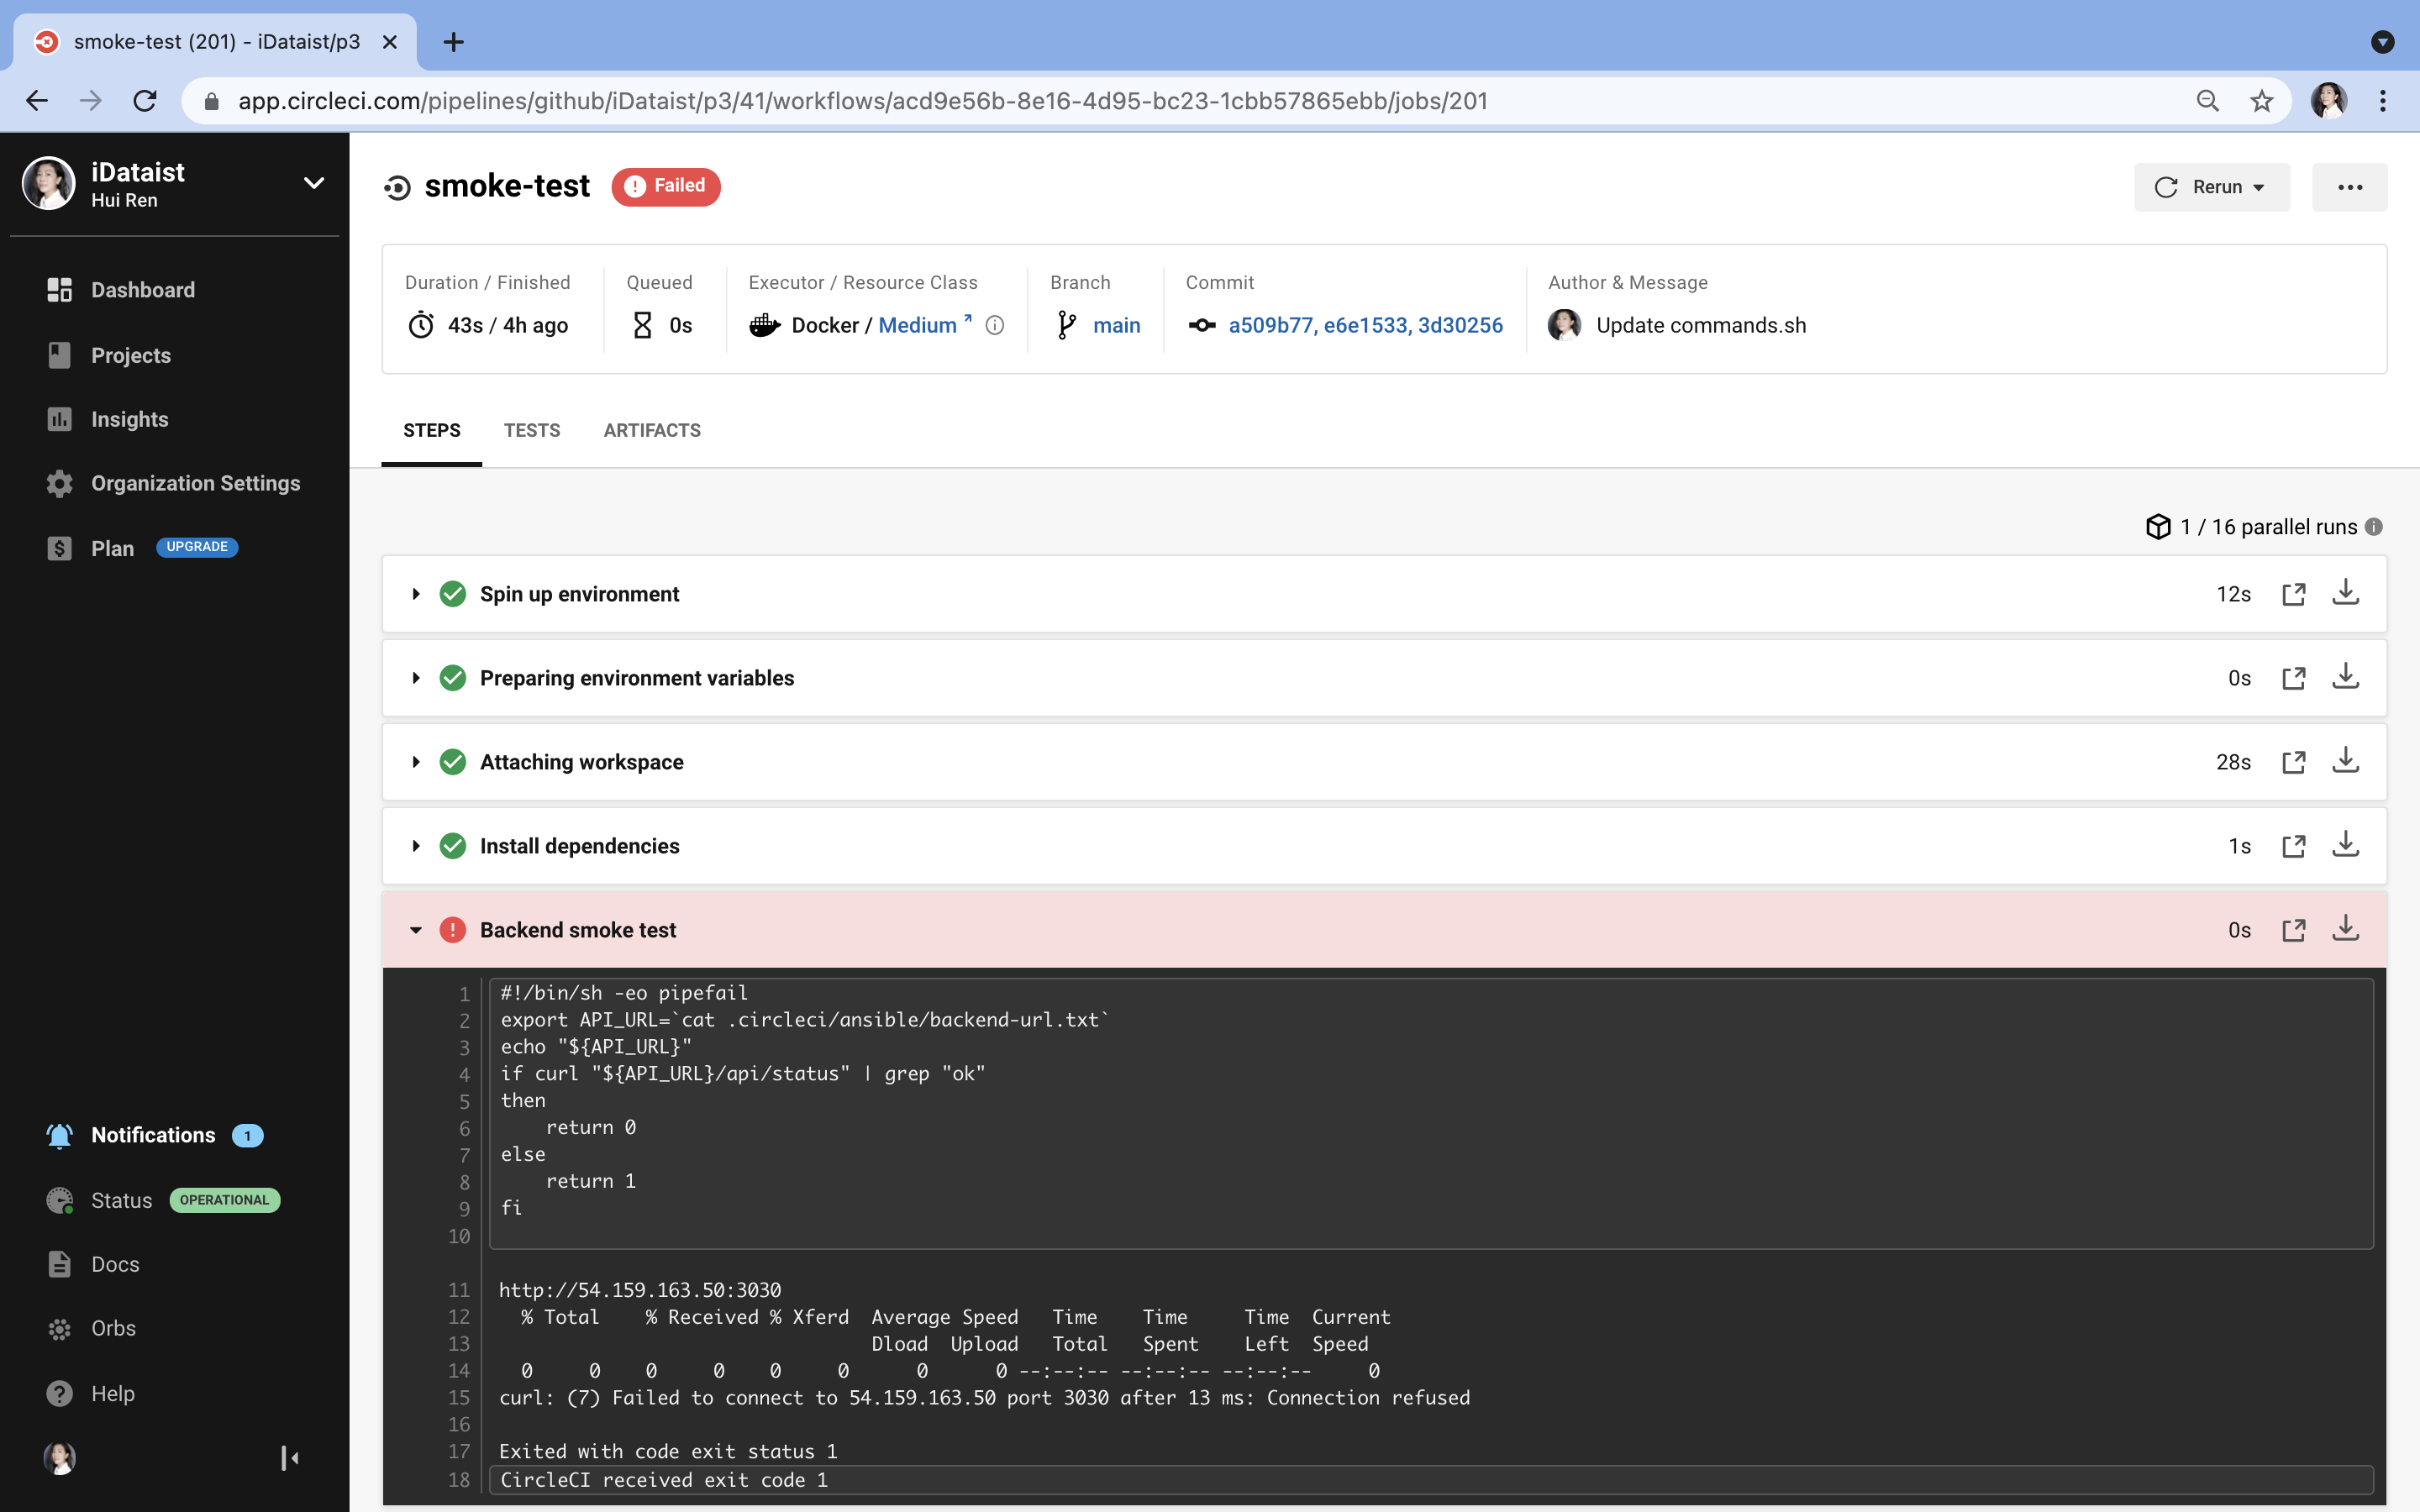 smoke-test (201) - iDataist/p3
app.circleci.com/pipelines/github/iDataist/p3/41/workflows/acd9e56b-8e16-4d95-bc23-1cbb57865ebb/jobs/201
iDataist
Hui Ren
Dashboard
Projects
Insights
Organization Settings
Plan UPGRADE
Notifications 1
Status OPERATIONAL
Docs
Orbs
Help
smoke-test Failed
Rerun
Duration / Finished
43s / 4h ago
Queued
0s
Executor / Resource Class
Docker / Medium
Branch
main
Commit
a509b77, e6e1533, 3d30256
Author & Message
Update commands.sh
STEPS TESTS ARTIFACTS
1 / 16 parallel runs
Spin up environment 12s
Preparing environment variables 0s
Attaching workspace 28s
Install dependencies 1s
Backend smoke test 0s
1 #!/bin/sh -eo pipefail
2 export API_URL=`cat .circleci/ansible/backend-url.txt`
3 echo "${API_URL}"
4 if curl "${API_URL}/api/status" | grep "ok"
5 then
6     return 0
7 else
8     return 1
9 fi
10
11 http://54.159.163.50:3030
12   % Total    % Received % Xferd  Average Speed   Time    Time     Time  Current
13                                  Dload  Upload   Total   Spent    Left  Speed
14   0     0    0     0    0     0      0      0 --:--:-- --:--:-- --:--:--     0
15 curl: (7) Failed to connect to 54.159.163.50 port 3030 after 13 ms: Connection refused
16
17 Exited with code exit status 1
18 CircleCI received exit code 1